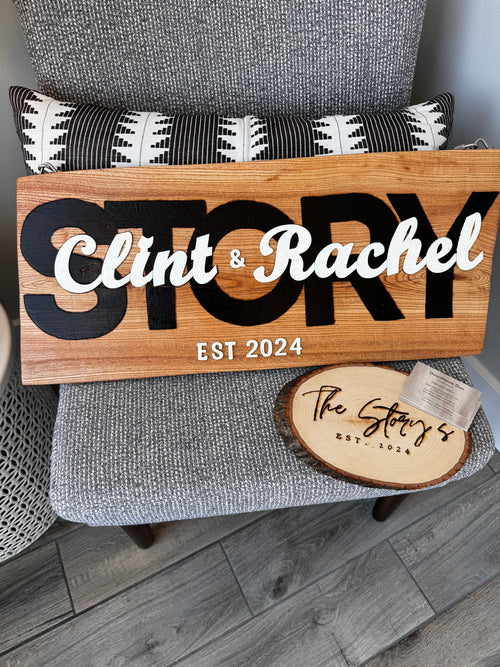 STORY
Clint & Rachel
EST 2024
The Story's
EST. 2024